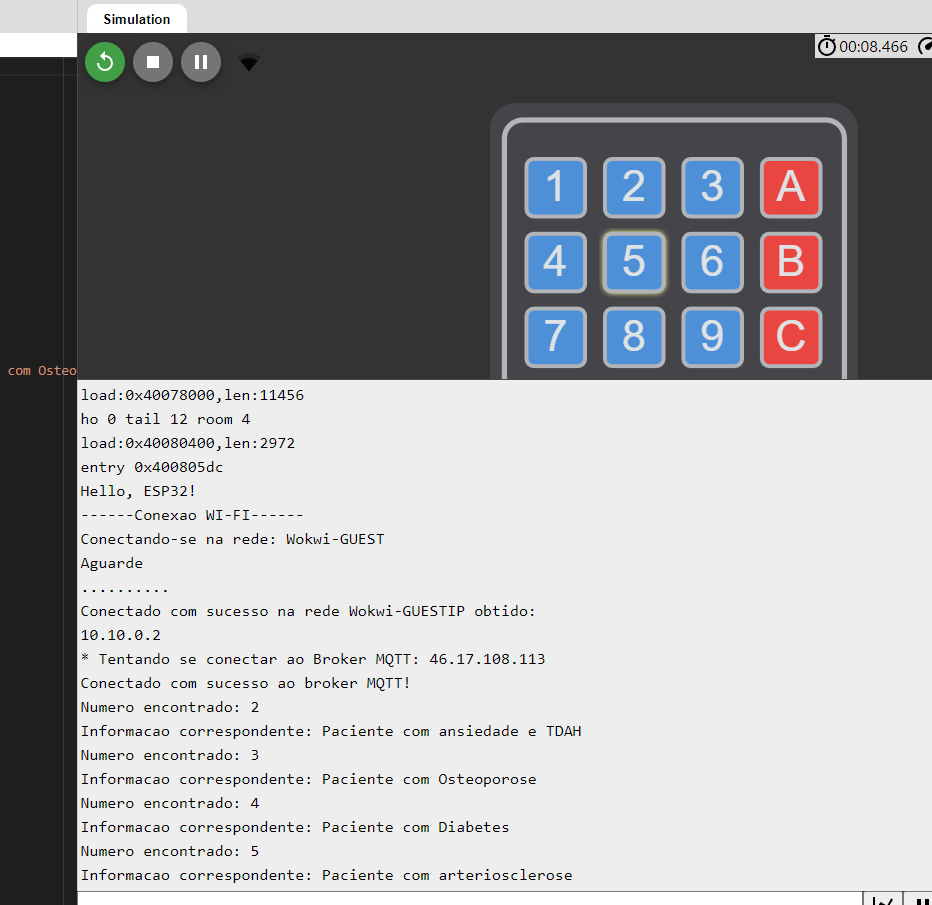 Simulation
00:08.466
1 2 3 A
4 5 6 B
7 8 9 C
com Osteo
load:0x40078000,len:11456
ho 0 tail 12 room 4
load:0x40080400,len:2972
entry 0x400805dc
Hello, ESP32!
------Conexao WI-FI------
Conectando-se na rede: Wokwi-GUEST
Aguarde
..........
Conectado com sucesso na rede Wokwi-GUESTIP obtido:
10.10.0.2
* Tentando se conectar ao Broker MQTT: 46.17.108.113
Conectado com sucesso ao broker MQTT!
Numero encontrado: 2
Informacao correspondente: Paciente com ansiedade e TDAH
Numero encontrado: 3
Informacao correspondente: Paciente com Osteoporose
Numero encontrado: 4
Informacao correspondente: Paciente com Diabetes
Numero encontrado: 5
Informacao correspondente: Paciente com arteriosclerose